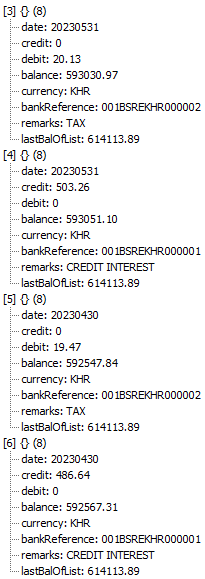 [3] {} (8)
date: 20230531
credit: 0
debit: 20.13
balance: 593030.97
currency: KHR
bankReference: 001BSREKHR000002
remarks: TAX
lastBalOfList: 614113.89
[4] {} (8)
date: 20230531
credit: 503.26
debit: 0
balance: 593051.10
currency: KHR
bankReference: 001BSREKHR000001
remarks: CREDIT INTEREST
lastBalOfList: 614113.89
[5] {} (8)
date: 20230430
credit: 0
debit: 19.47
balance: 592547.84
currency: KHR
bankReference: 001BSREKHR000002
remarks: TAX
lastBalOfList: 614113.89
[6] {} (8)
date: 20230430
credit: 486.64
debit: 0
balance: 592567.31
currency: KHR
bankReference: 001BSREKHR000001
remarks: CREDIT INTEREST
lastBalOfList: 614113.89